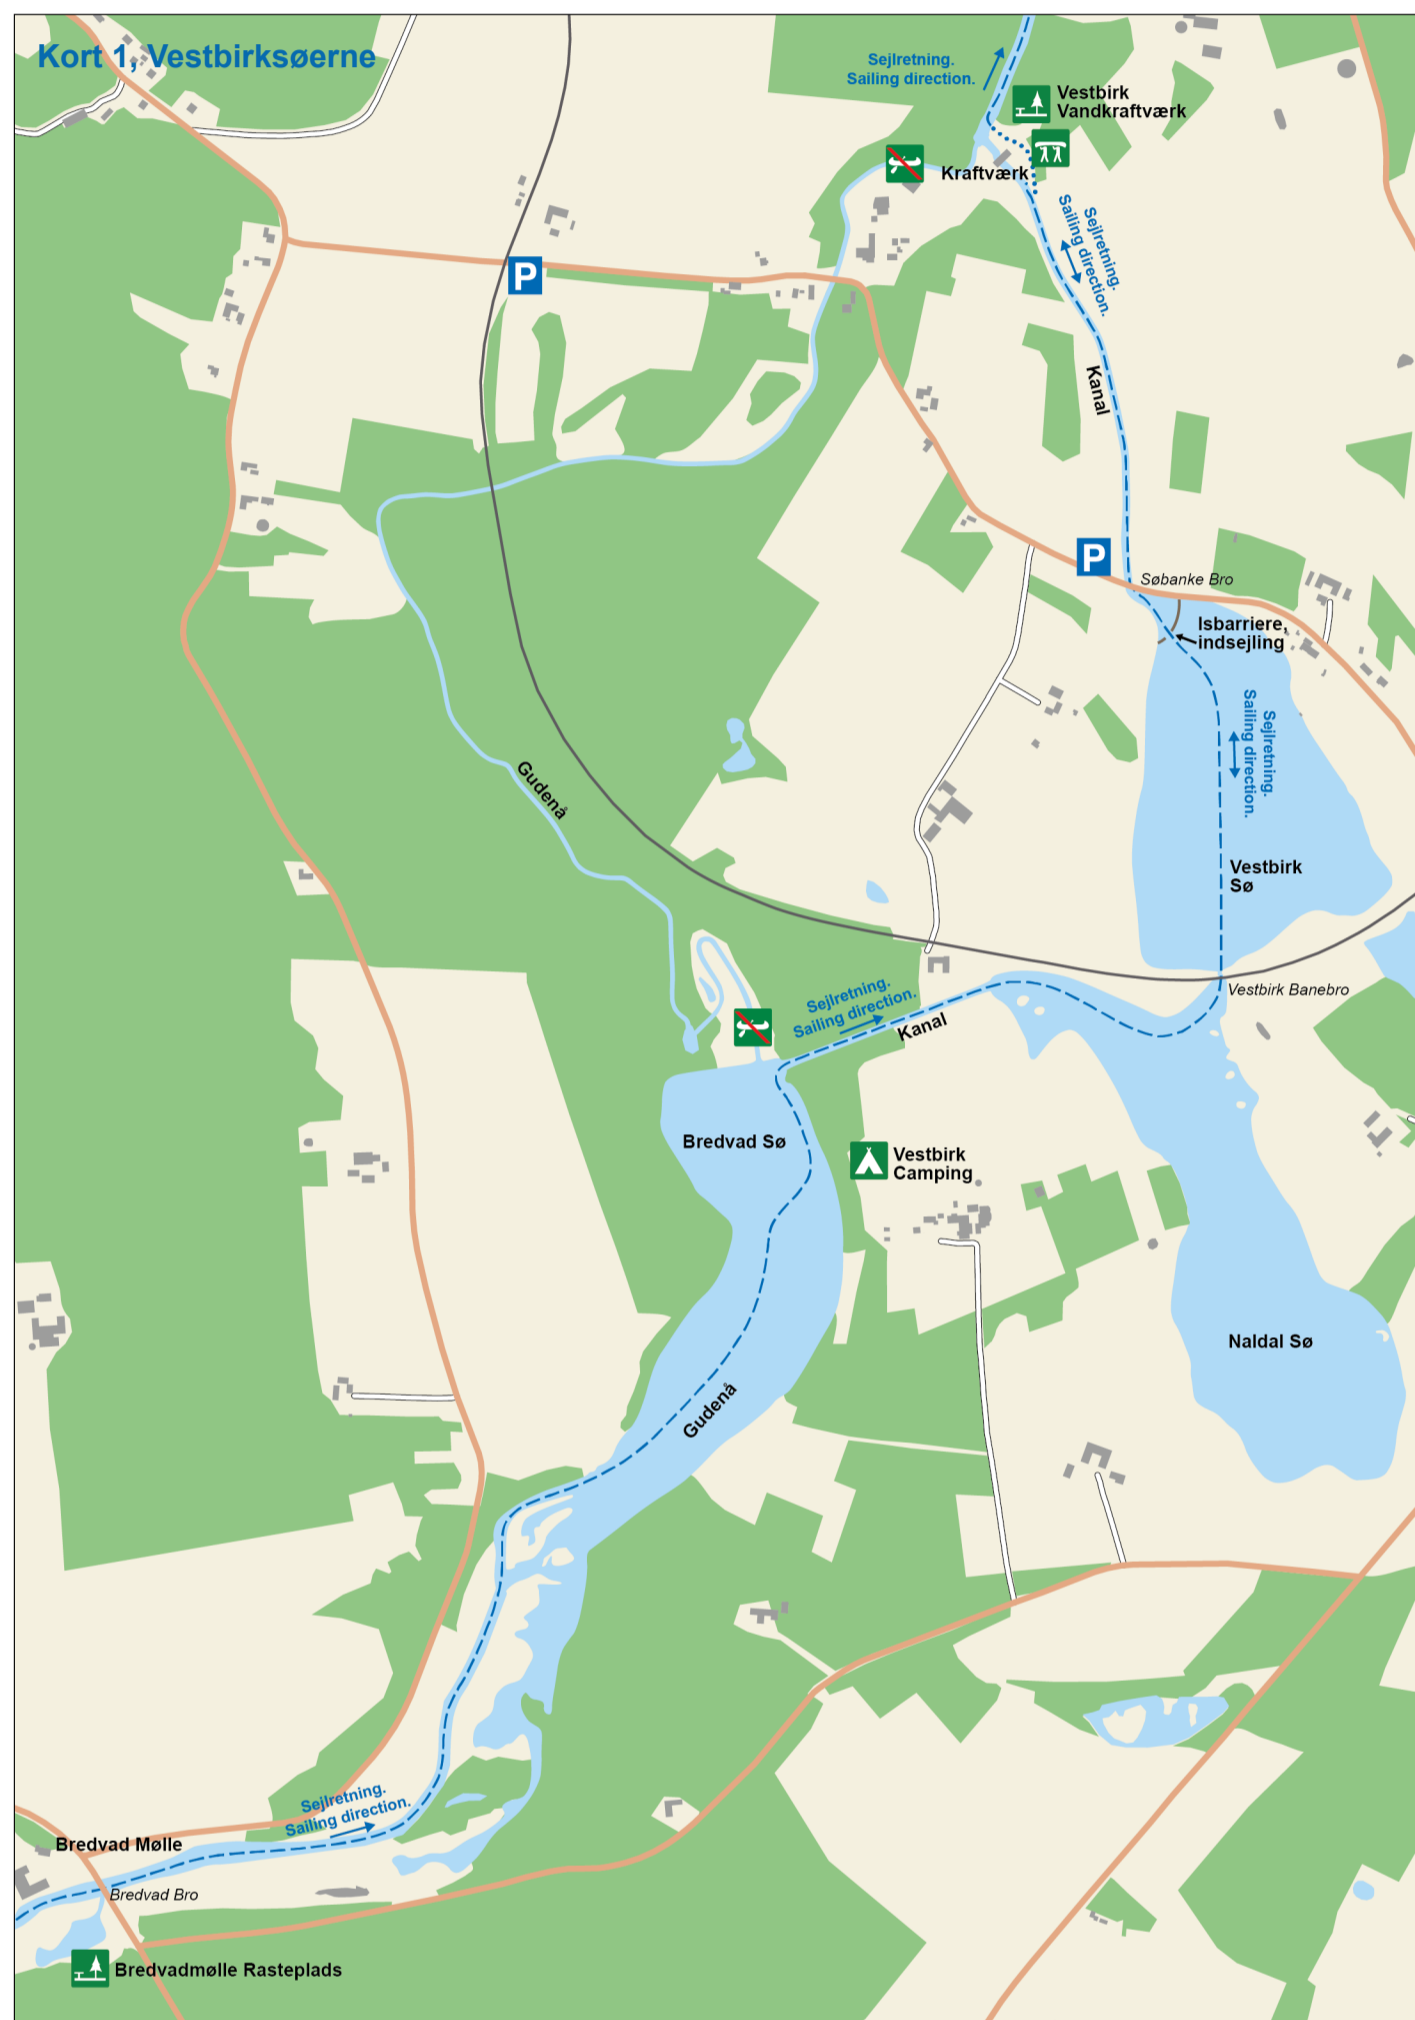 Kort 1, Vestbirksøerne
Sejlretning.
Sailing direction.
Vestbirk
Vandkraftværk
Kraftværk
Sejlretning.
Sailing direction.
P
Kanal
P
Søbanke Bro
Isbarriere,
indsejling
Sejlretning.
Sailing direction.
Gudenå
Vestbirk
Sø
Vestbirk Banebro
Sejlretning.
Sailing direction.
Kanal
Bredvad Sø
Vestbirk
Camping
Naldal Sø
Gudenå
Sejlretning.
Sailing direction.
Bredvad Mølle
Bredvad Bro
Bredvadmølle Rasteplads